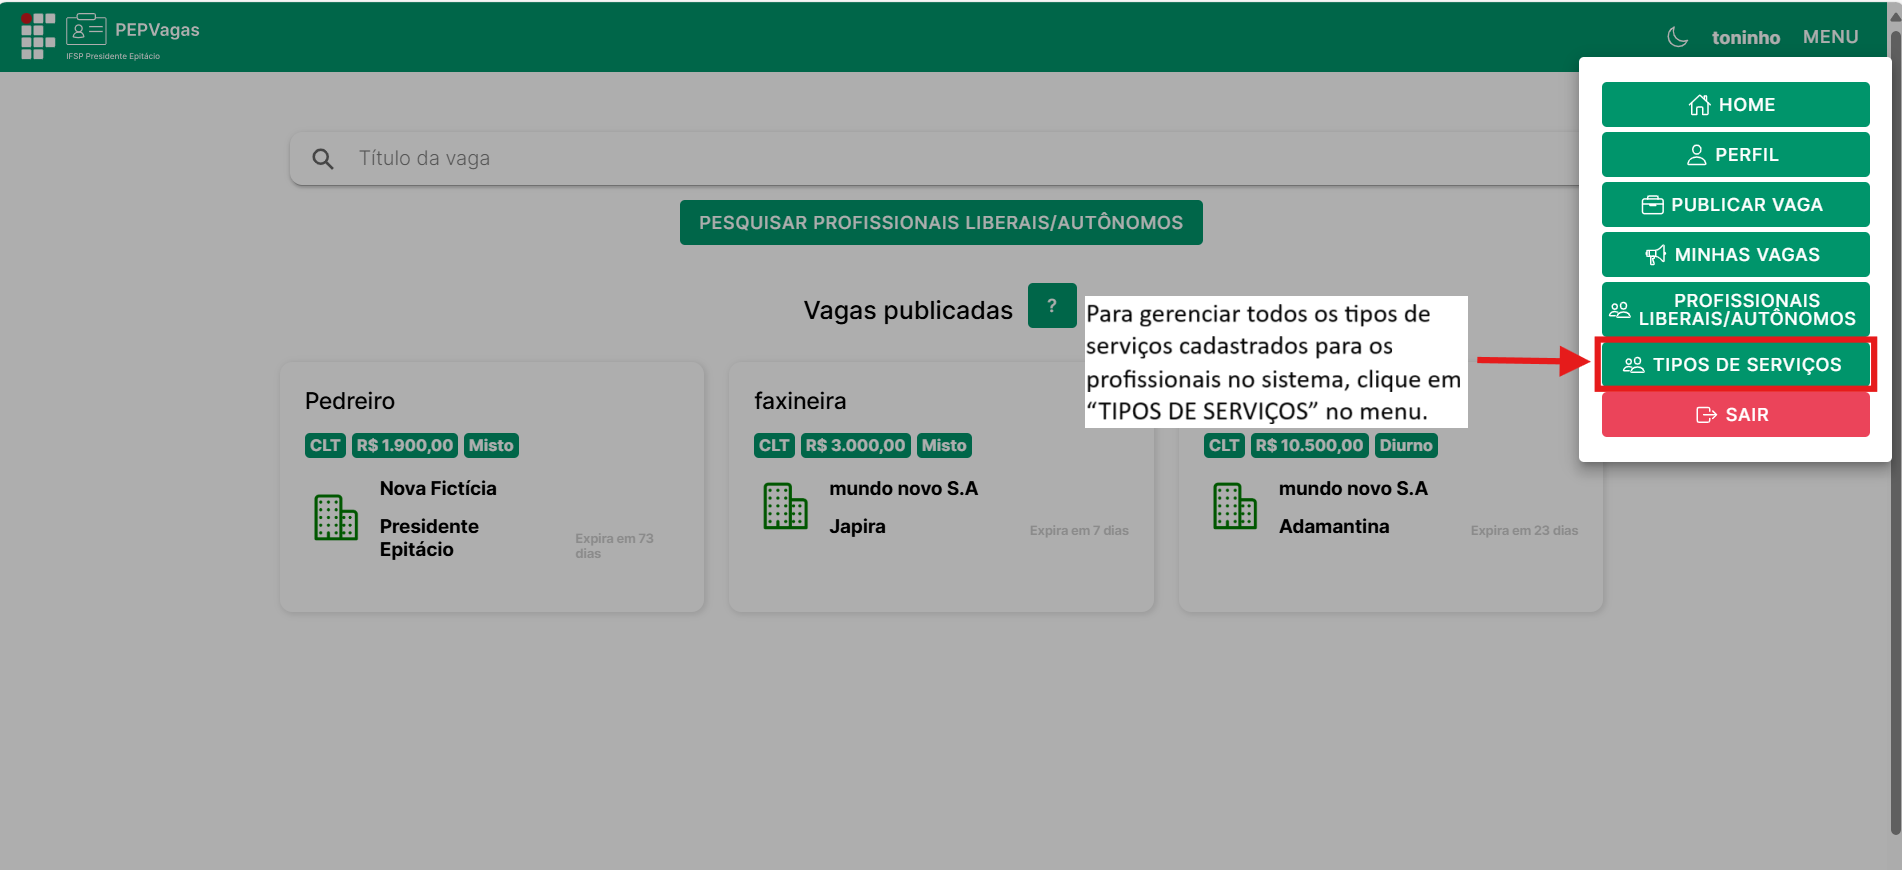 PEPVagas
IFSP Presidente Epitácio
toninho MENU
Título da vaga
PESQUISAR PROFISSIONAIS LIBERAIS/AUTÔNOMOS
Vagas publicadas ?
Para gerenciar todos os tipos de
serviços cadastrados para os
profissionais no sistema, clique em
“TIPOS DE SERVIÇOS” no menu.
HOME
PERFIL
PUBLICAR VAGA
MINHAS VAGAS
PROFISSIONAIS
LIBERAIS/AUTÔNOMOS
TIPOS DE SERVIÇOS
SAIR
Pedreiro
CLT R$ 1.900,00 Misto
Nova Fictícia
Presidente
Epitácio
Expira em 73
dias
faxineira
CLT R$ 3.000,00 Misto
mundo novo S.A
Japira
Expira em 7 dias
CLT R$ 10.500,00 Diurno
mundo novo S.A
Adamantina
Expira em 23 dias